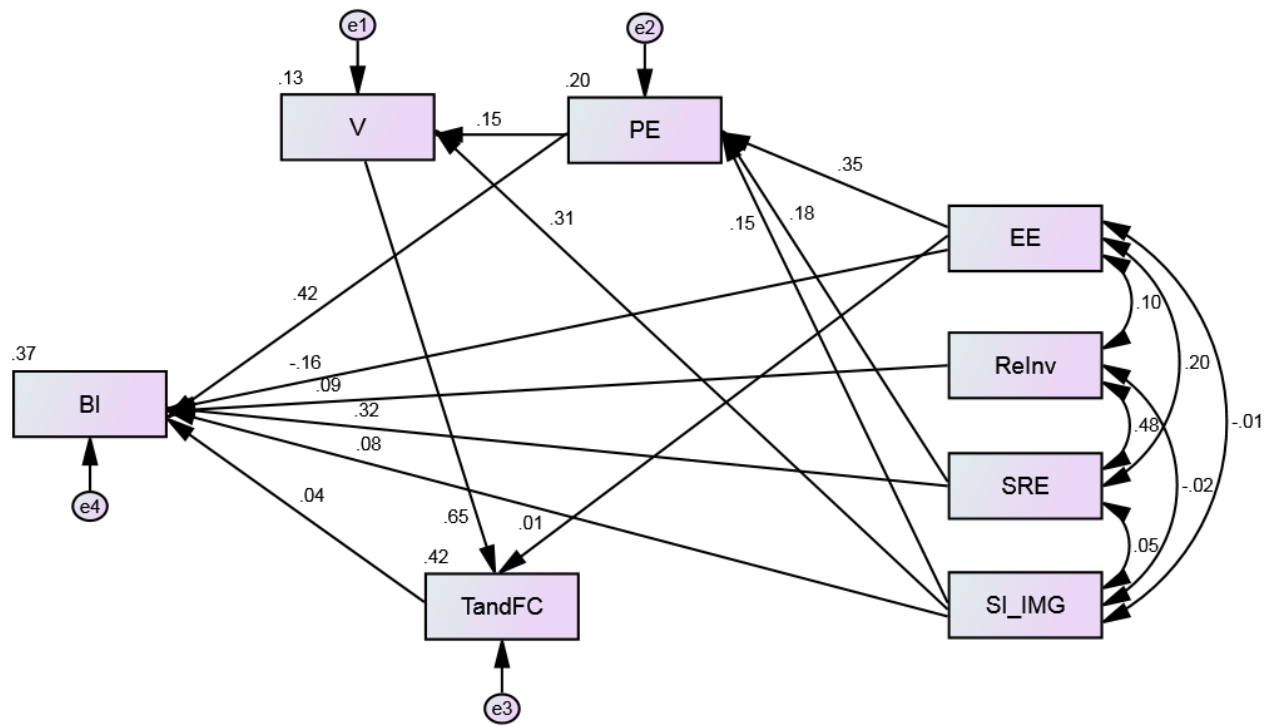 e1
e2
.13
.20
V
.15
PE
.35
.31
.15
.18
EE
.42
.10
.37
-.16
.09
ReInv
.20
BI
.32
.48
-.01
.08
SRE
-.02
e4
.04
.65
.01
.05
.42
TandFC
SI_IMG
e3